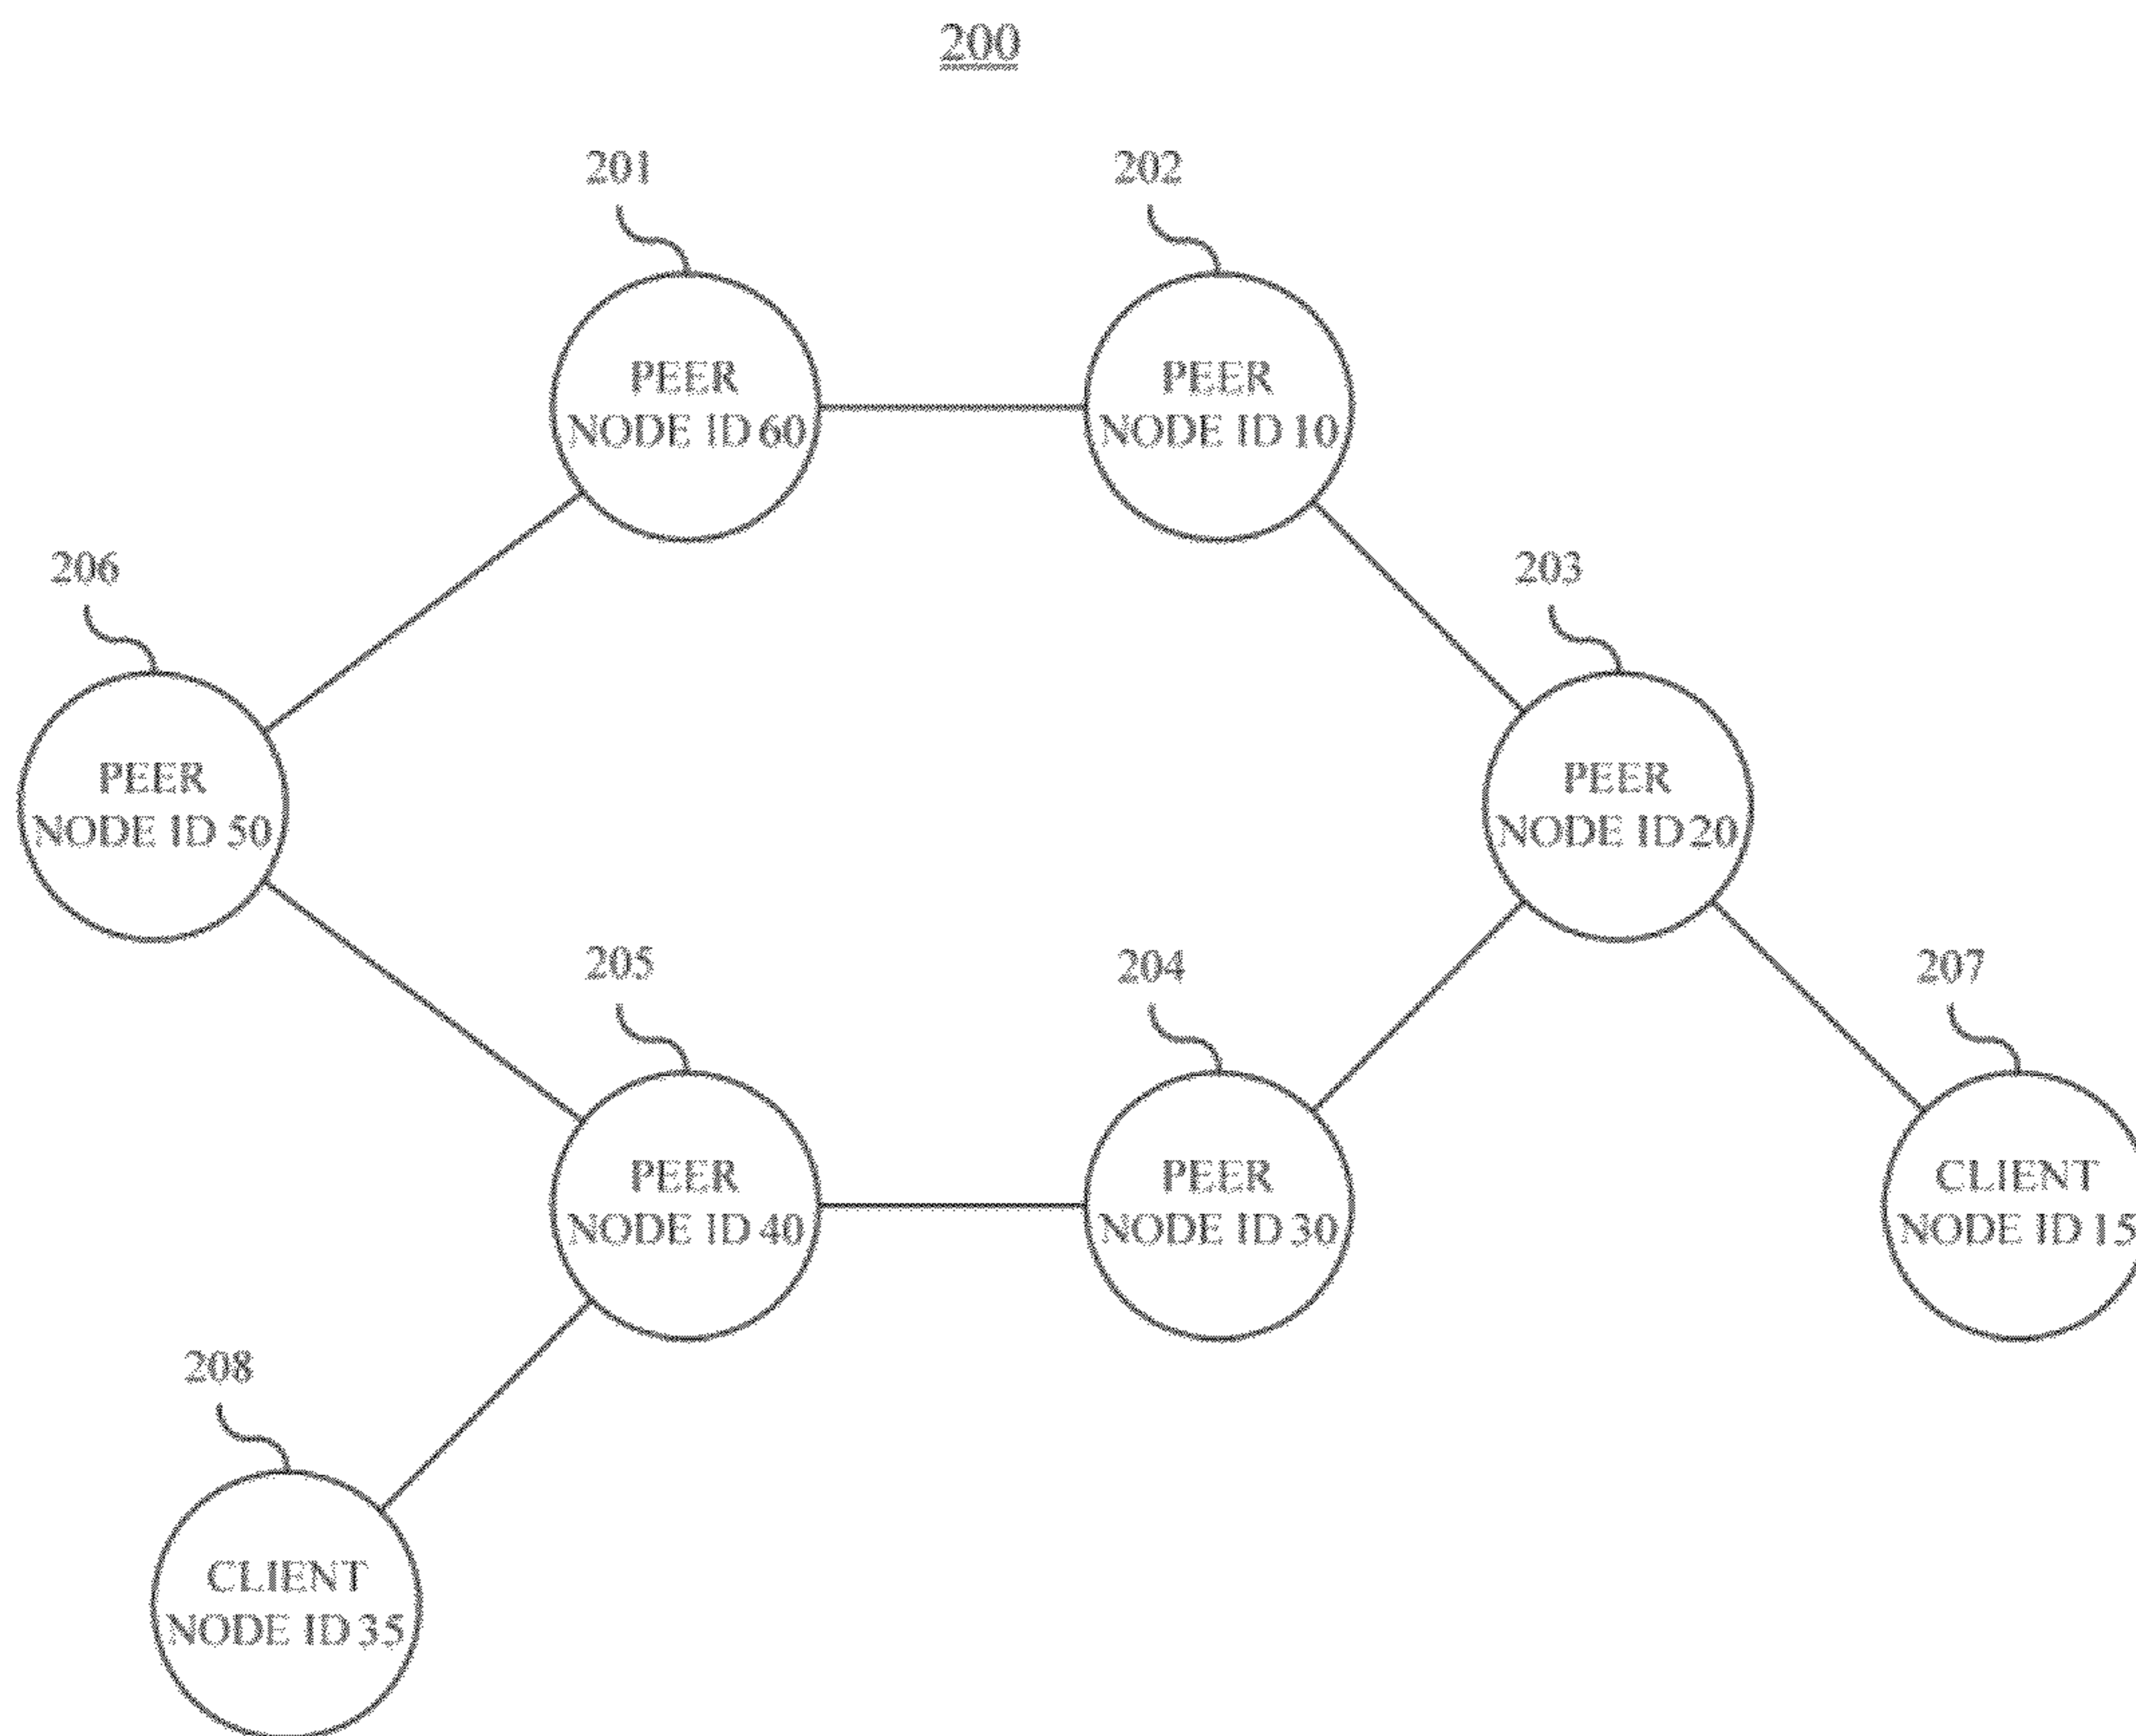 200
201
202
PEER
NODE ID 60
PEER
NODE ID 10
206
203
PEER
NODE ID 50
PEER
NODE ID 20
205
204
207
PEER
NODE ID 40
PEER
NODE ID 30
CLIENT
NODE ID 15
208
CLIENT
NODE ID 35